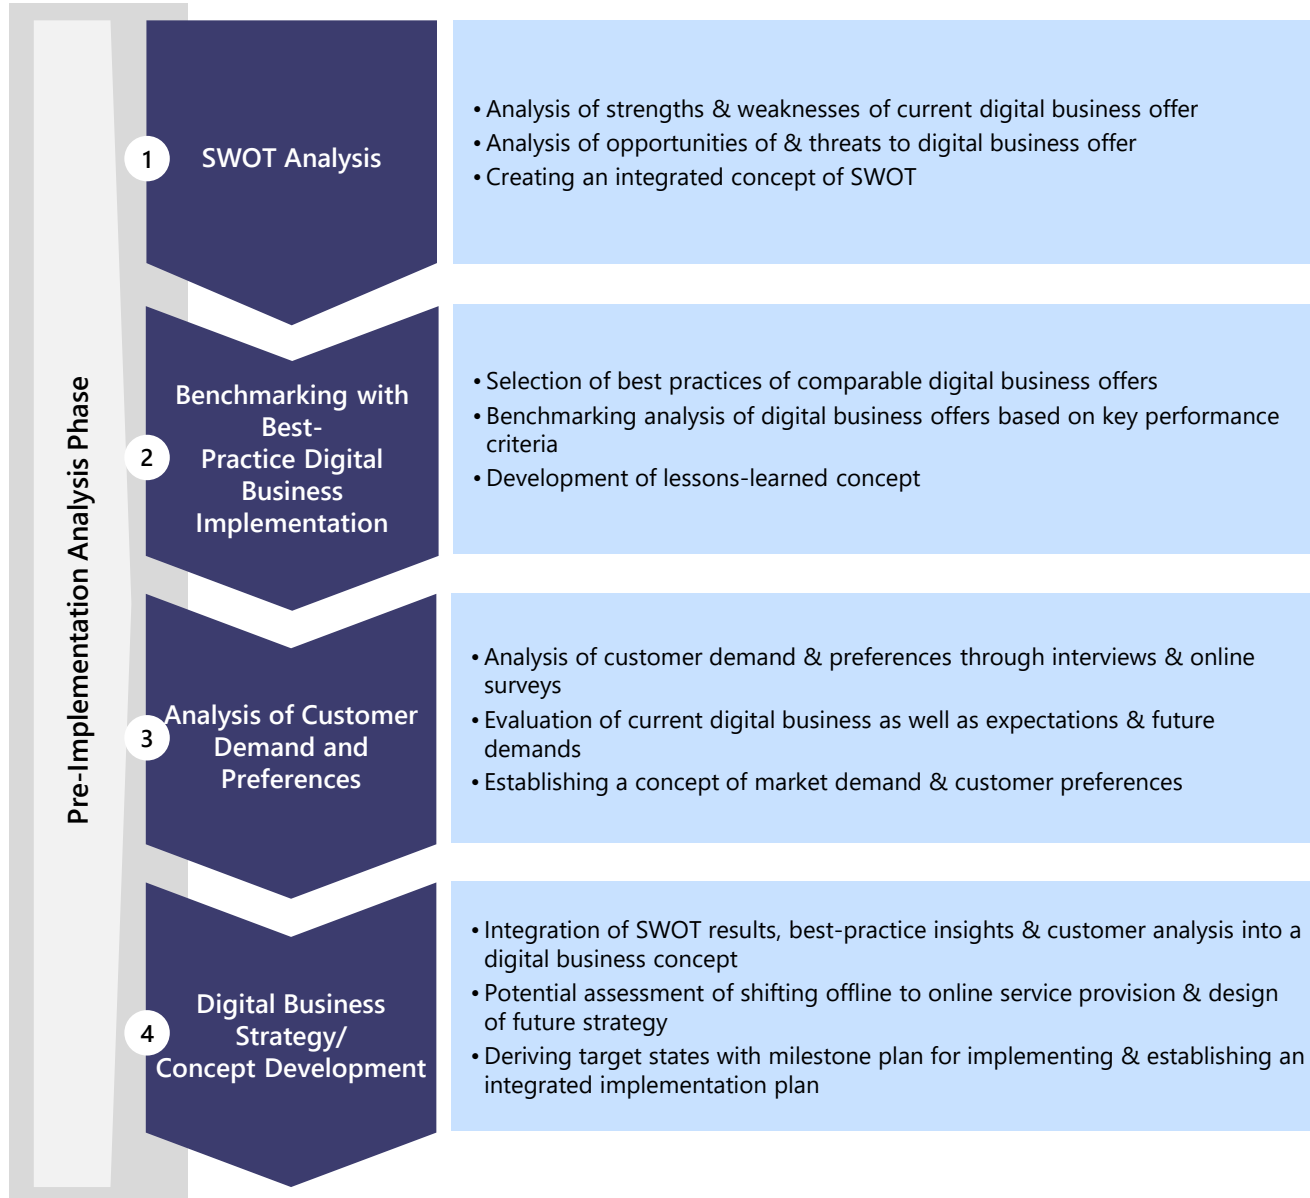 Pre-Implementation Analysis Phase
1
SWOT Analysis
• Analysis of strengths & weaknesses of current digital business offer
• Analysis of opportunities of & threats to digital business offer
• Creating an integrated concept of SWOT
2
Benchmarking with
Best-
Practice Digital
Business
Implementation
• Selection of best practices of comparable digital business offers
• Benchmarking analysis of digital business offers based on key performance
criteria
• Development of lessons-learned concept
3
Analysis of Customer
Demand and
Preferences
• Analysis of customer demand & preferences through interviews & online
surveys
• Evaluation of current digital business as well as expectations & future
demands
• Establishing a concept of market demand & customer preferences
4
Digital Business
Strategy/
Concept Development
• Integration of SWOT results, best-practice insights & customer analysis into a
digital business concept
• Potential assessment of shifting offline to online service provision & design
of future strategy
• Deriving target states with milestone plan for implementing & establishing an
integrated implementation plan